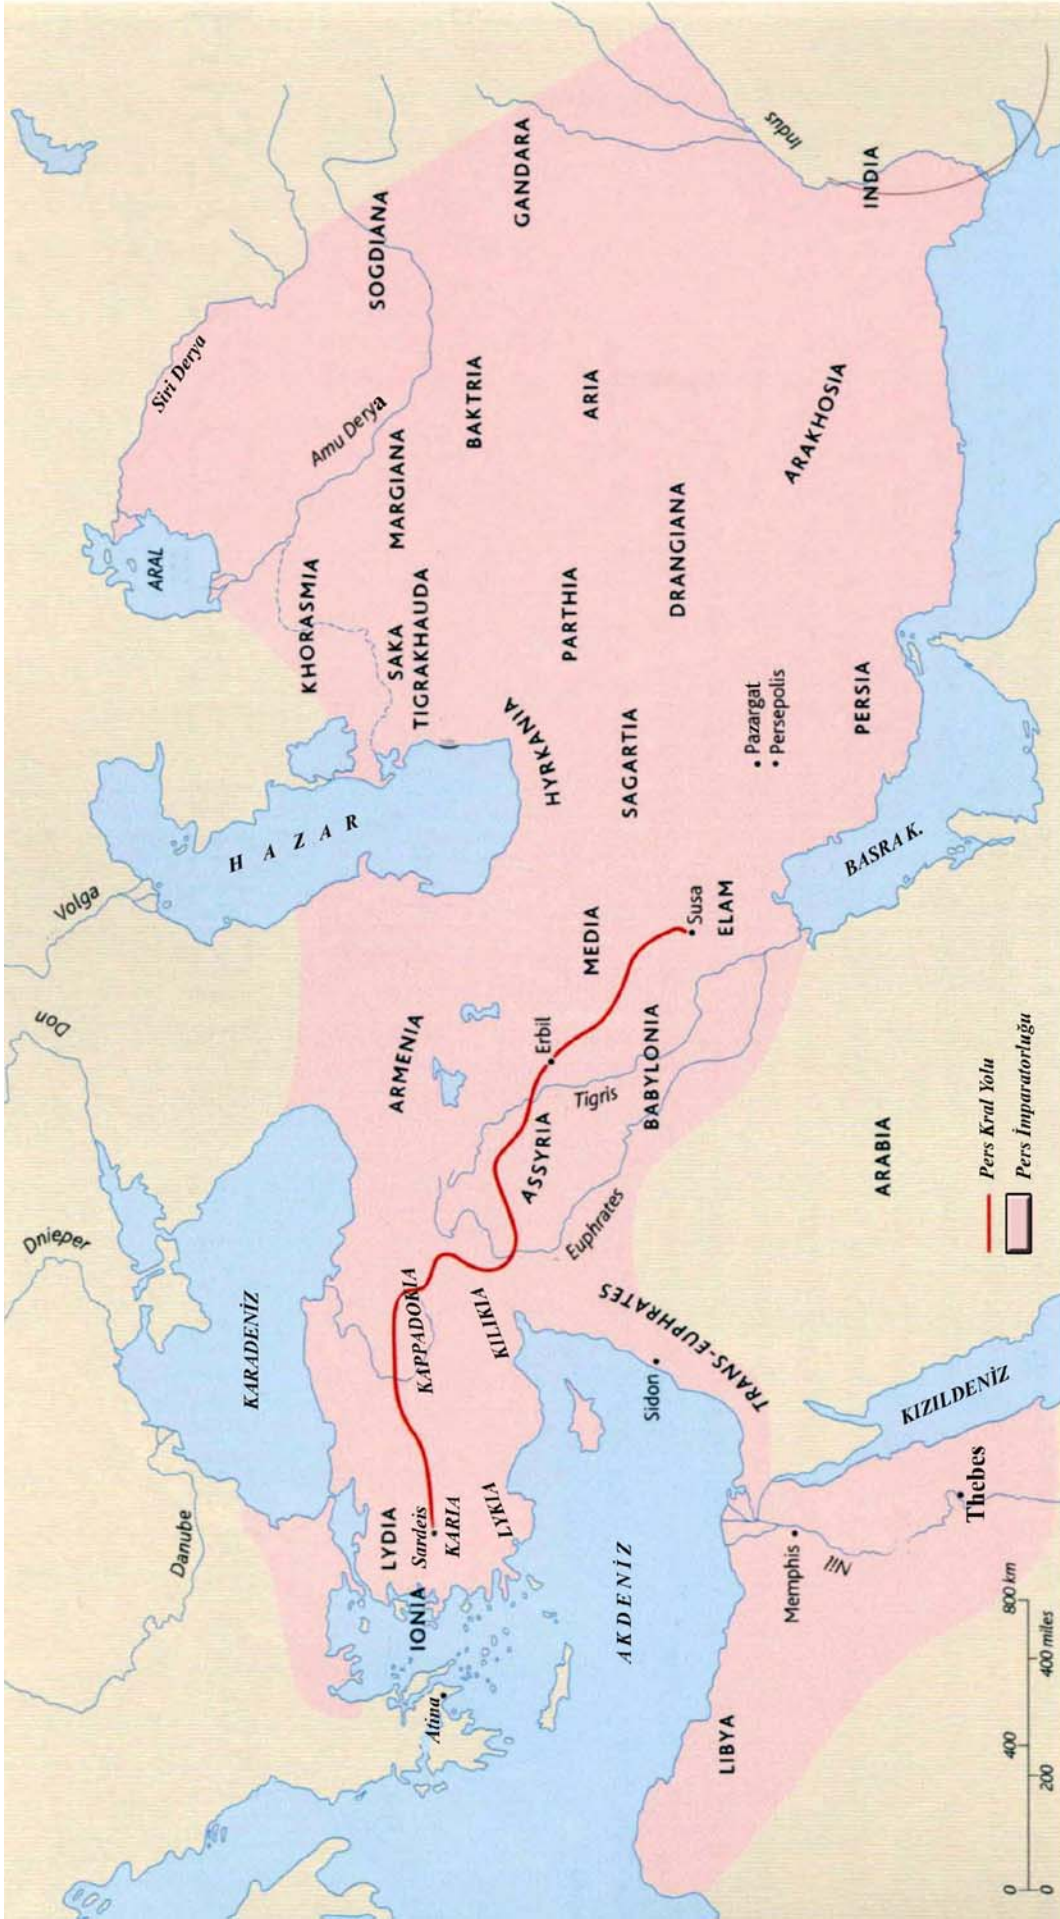 Danube
Dnieper
Don
Volga
KARADENİZ
H A Z A R
ARAL
Siri Derya
Amu Derya
KHORASMIA
SOGDIANA
MARGIANA
SAKA
TIGRAKHAUDA
BAKTRIA
GANDARA
LYDIA
IONIA
Sardeis
KARIA
LYKIA
Atina
KAPPADOKIA
KILIKIA
ARMENIA
ASSYRIA
Erbil
Tigris
Euphrates
MEDIA
HYRKANIA
PARTHIA
ARIA
SAGARTIA
DRANGIANA
ARAKHOSIA
Indus
INDIA
AKDENİZ
Sidon
TRANS-EUPHRATES
BABYLONIA
Susa
ELAM
Pazargat
Persepolis
PERSIA
BASRA K.
LIBYA
Memphis
Nil
Thebes
KIZILDENİZ
ARABIA
Pers Kral Yolu
Pers İmparatorluğu
0 400 800 km
0 200 400 miles